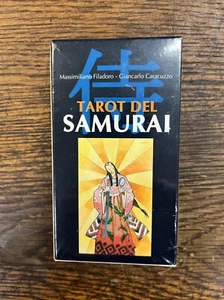 侍
Massimiliano Filadoro - Giancarlo Caracuzzo
TAROT DEL
SAMURAI